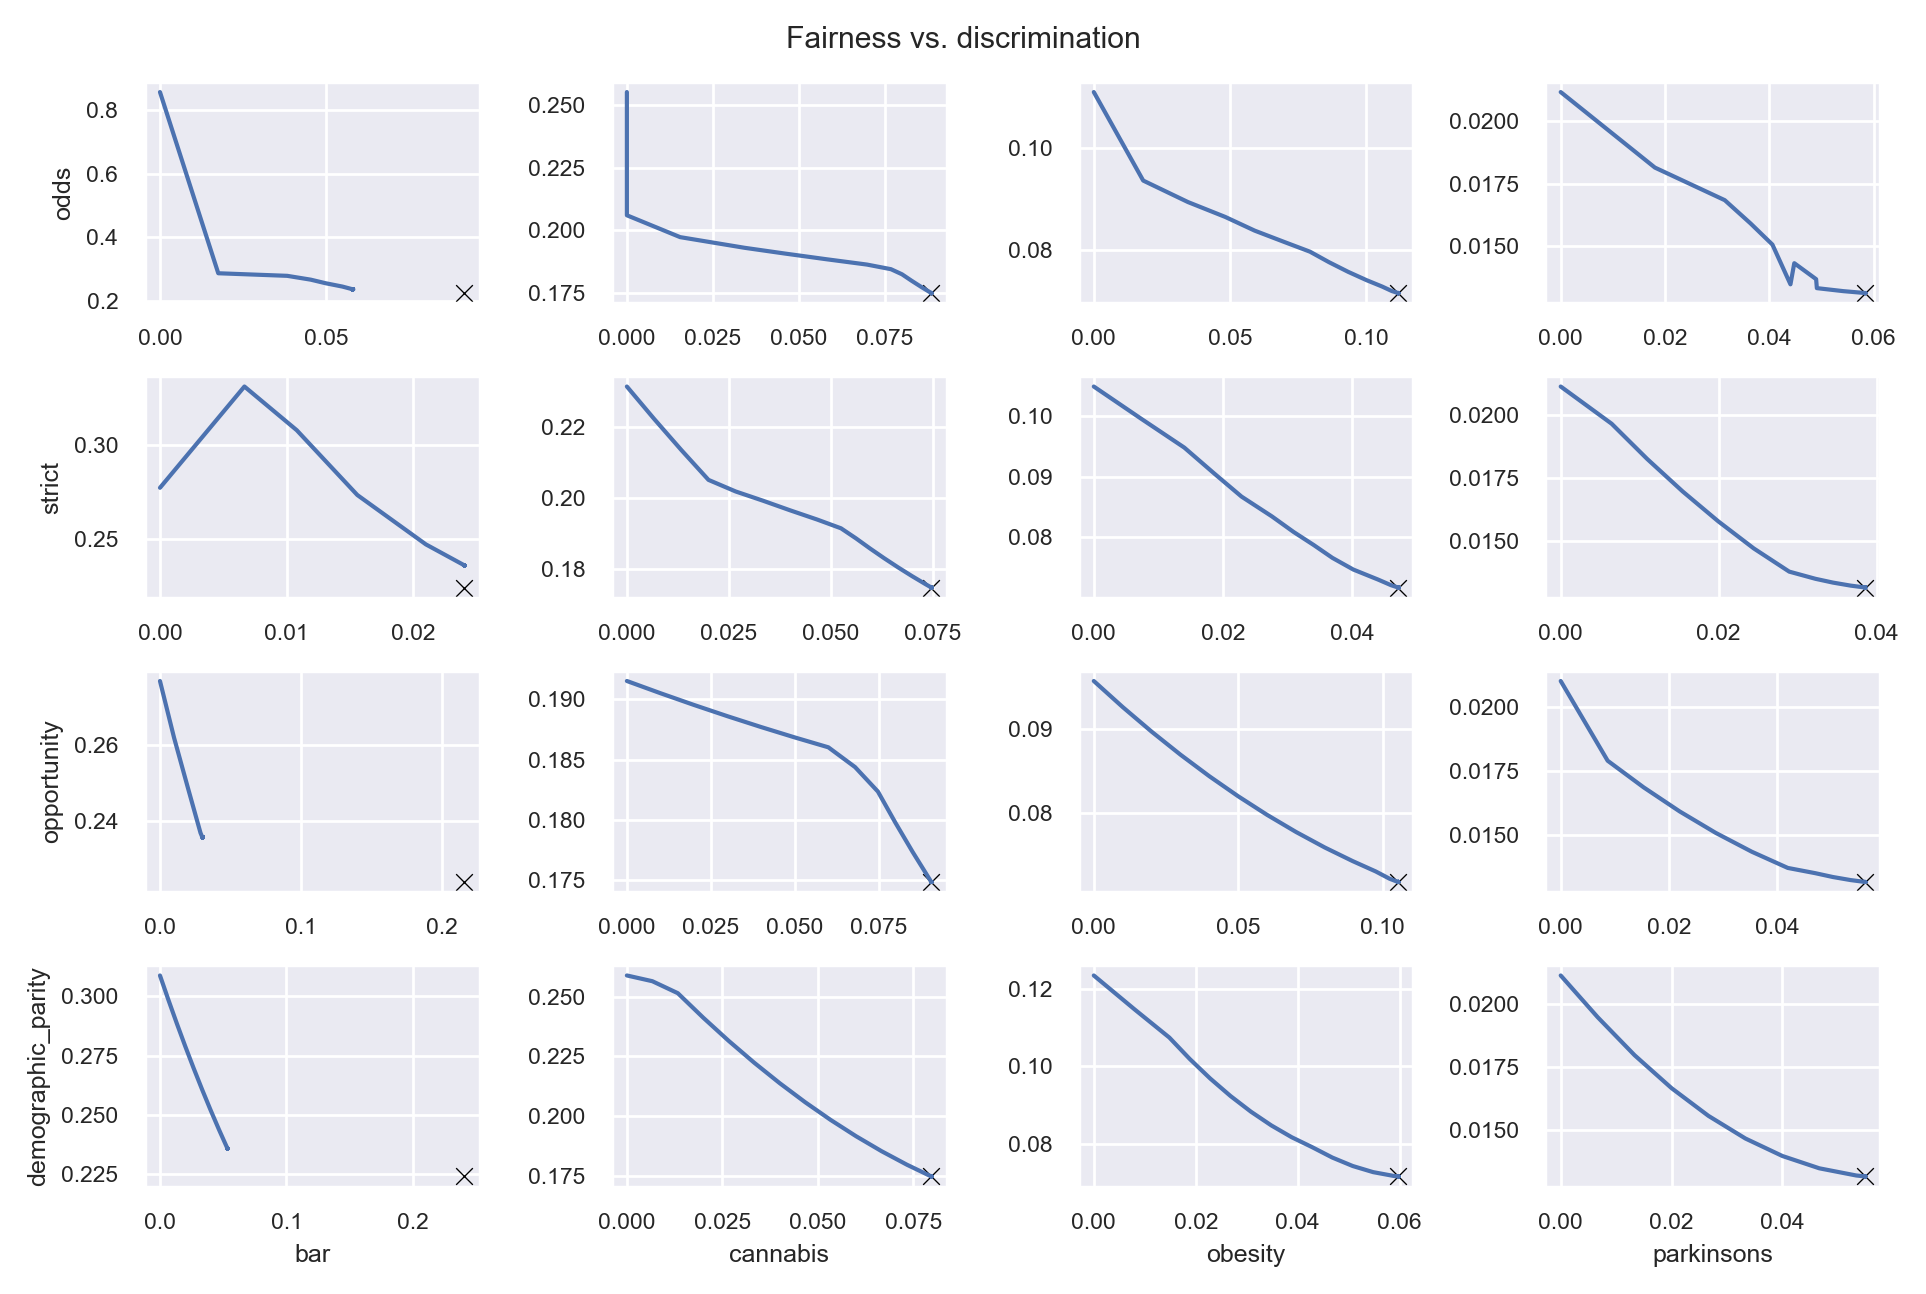 Fairness vs. discrimination
odds
0.8
0.6
0.4
0.2
0.00 0.05
0.250
0.225
0.200
0.175
0.000 0.025 0.050 0.075
0.10
0.08
0.00 0.05 0.10
0.0200
0.0175
0.0150
0.00 0.02 0.04 0.06
strict
0.30
0.25
0.00 0.01 0.02
0.22
0.20
0.18
0.000 0.025 0.050 0.075
0.10
0.09
0.08
0.00 0.02 0.04
0.0200
0.0175
0.0150
0.00 0.02 0.04
opportunity
0.26
0.24
0.0 0.1 0.2
0.190
0.185
0.180
0.175
0.000 0.025 0.050 0.075
0.09
0.08
0.00 0.05 0.10
0.0200
0.0175
0.0150
0.00 0.02 0.04
demographic_parity
0.300
0.275
0.250
0.225
0.0 0.1 0.2
bar
0.250
0.225
0.200
0.175
0.000 0.025 0.050 0.075
cannabis
0.12
0.10
0.08
0.00 0.02 0.04 0.06
obesity
0.0200
0.0175
0.0150
0.00 0.02 0.04
parkinsons